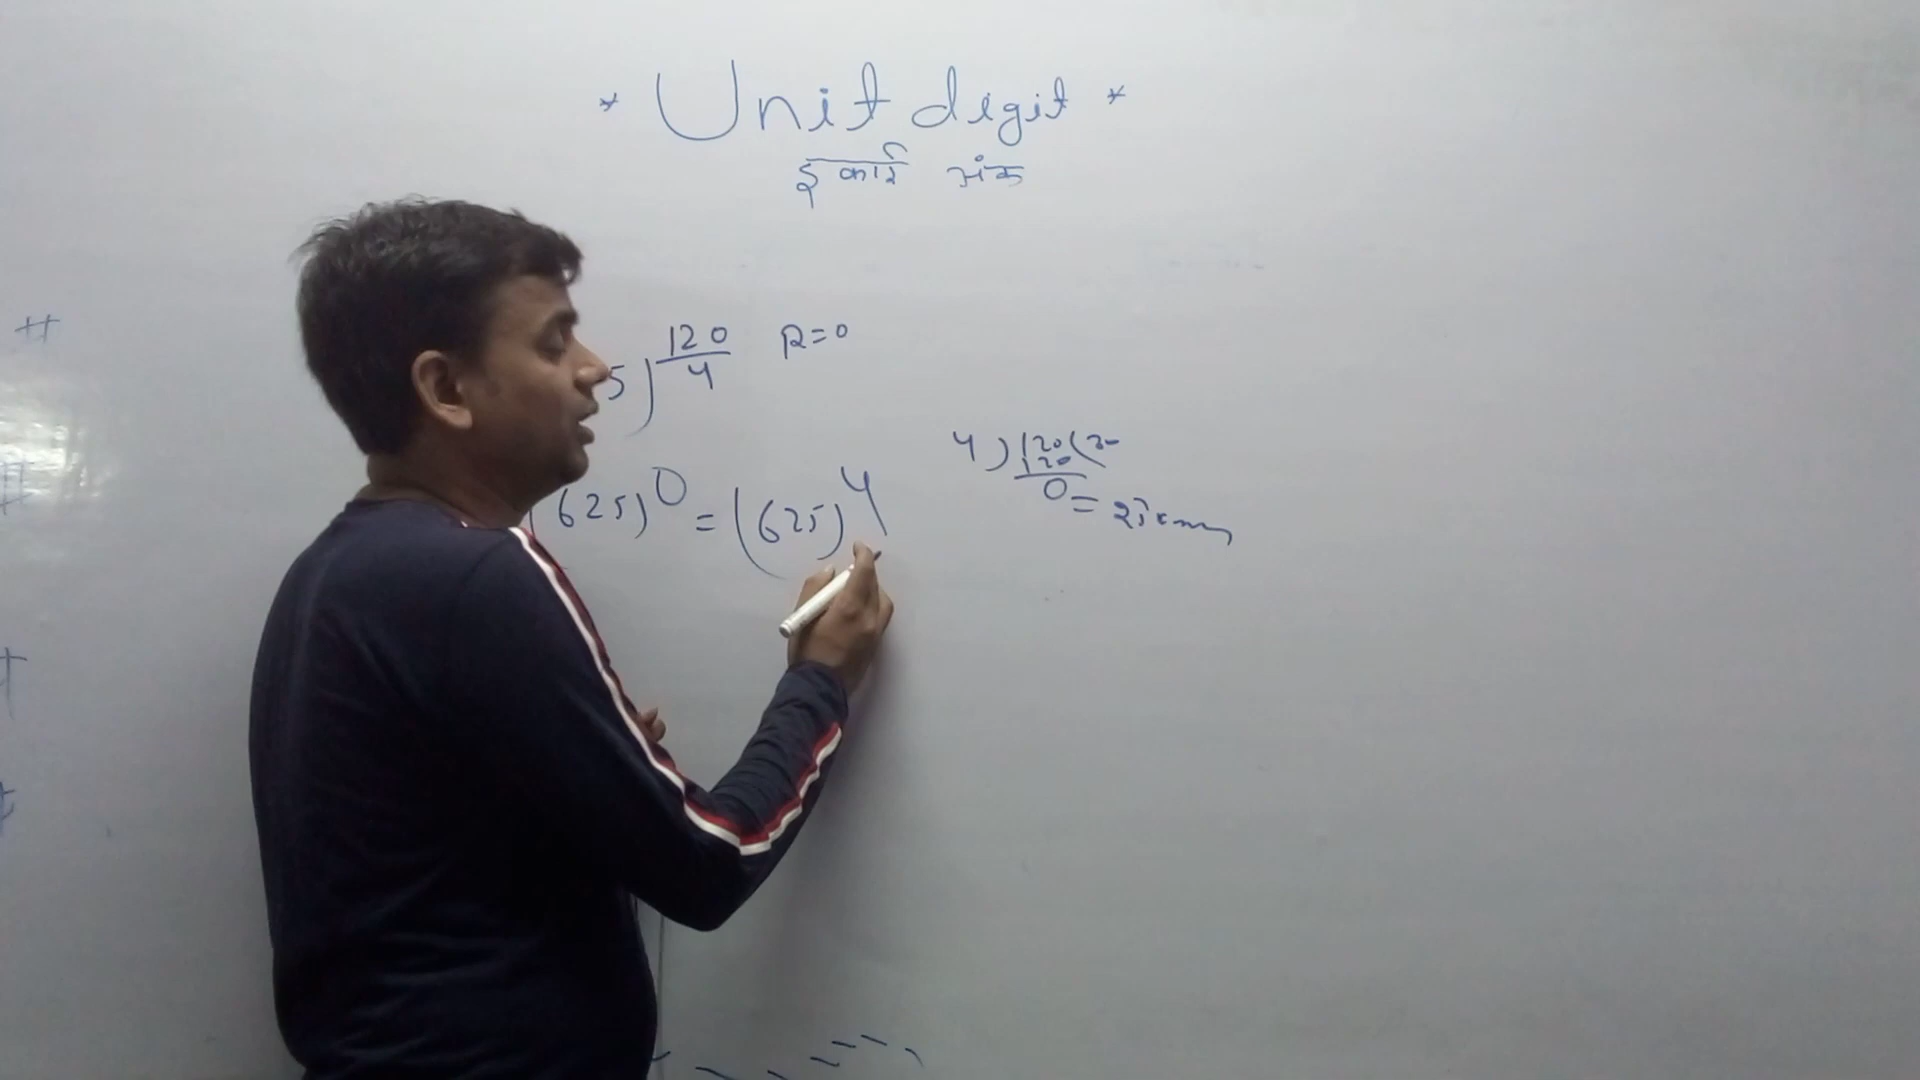 * Unit digit *
इकाई अंक
5)^120/4 R=0
4)120(30
120
0 =
(625)^0 = (625)^4